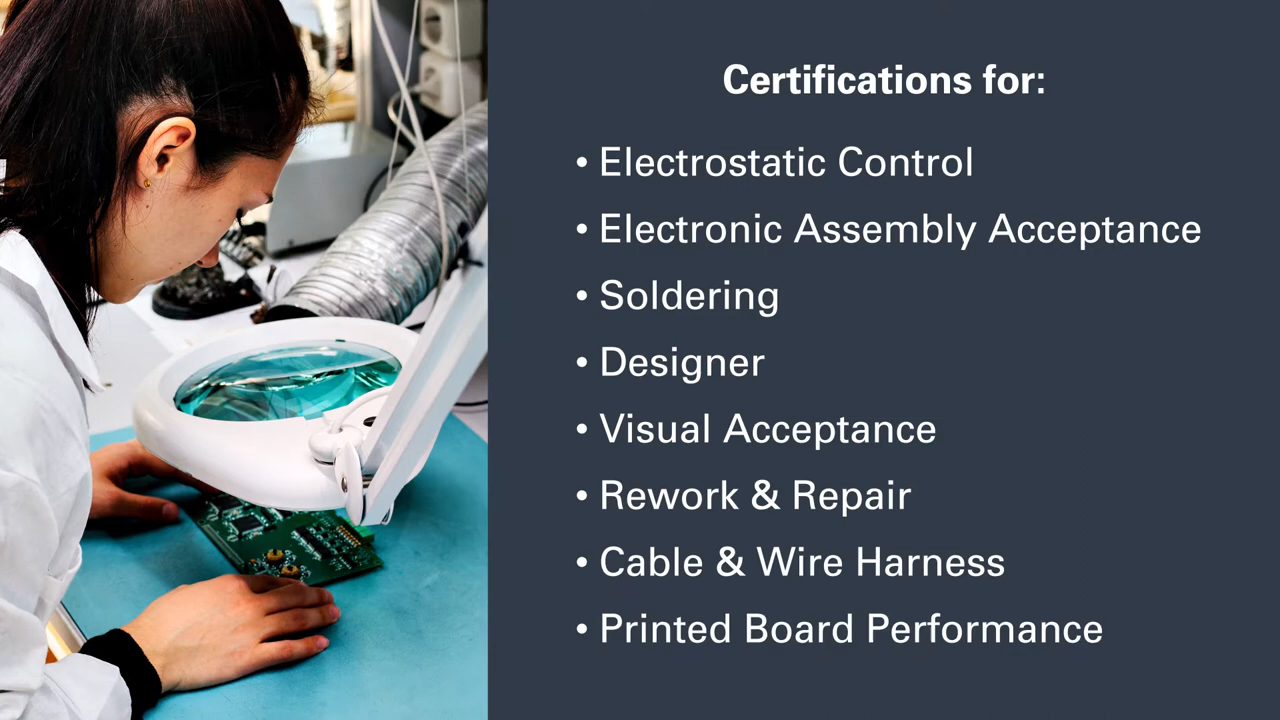 Certifications for:
• Electrostatic Control
• Electronic Assembly Acceptance
• Soldering
• Designer
• Visual Acceptance
• Rework & Repair
• Cable & Wire Harness
• Printed Board Performance